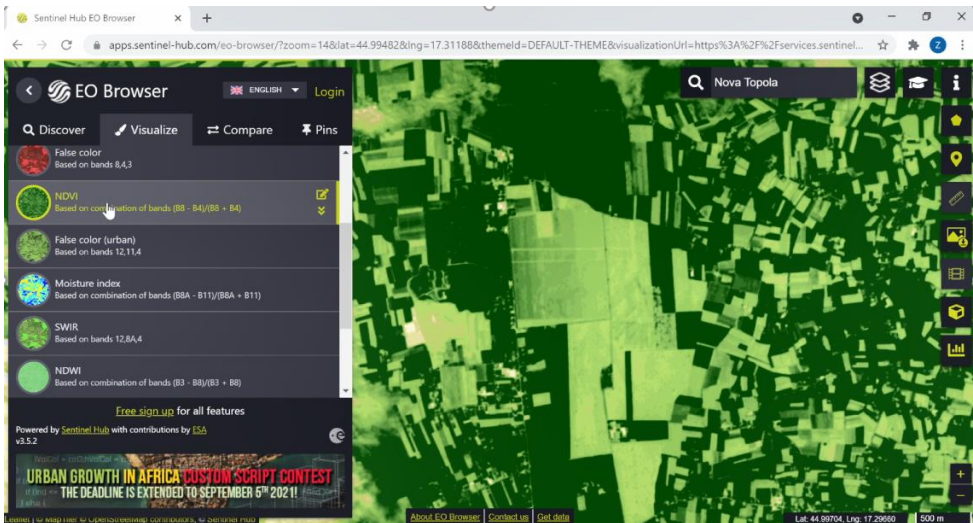 Sentinel Hub EO Browser
apps.sentinel-hub.com/eo-browser/?zoom=14&lat=44.99482&lng=17.31188&themeId=DEFAULT-THEME&visualizationUrl=https%3A%2F%2Fservices.sentinel...
Z
EO Browser
ENGLISH
Login
Nova Topola
Discover
Visualize
Compare
Pins
False color
Based on bands 8,4,3
NDVI
Based on combination of bands (B8 - B4)/(B8 + B4)
False color (urban)
Based on bands 12,11,4
Moisture index
Based on combination of bands (B8A - B11)/(B8A + B11)
SWIR
Based on bands 12,8A,4
NDWI
Based on combination of bands (B3 - B8)/(B3 + B8)
Free sign up for all features
Powered by Sentinel Hub with contributions by ESA
v3.5.2
URBAN GROWTH IN AFRICA CUSTOM SCRIPT CONTEST
THE DEADLINE IS EXTENDED TO SEPTEMBER 5TH 2021!
Leaflet | © MapTiler © OpenStreetMap contributors, © Sentinel Hub
About EO Browser Contact us Get data
Lat: 44.99704, Lng: 17.29660
500 m